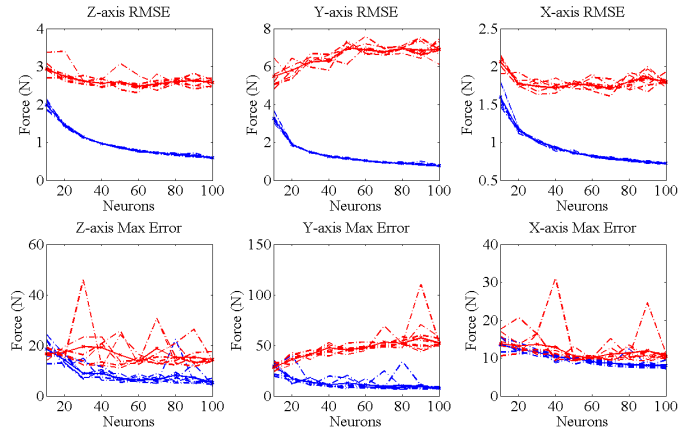 Z-axis RMSE
Y-axis RMSE
X-axis RMSE
Force (N)
4
3
2
1
0
20 40 60 80 100
Neurons
Force (N)
8
6
4
2
0
20 40 60 80 100
Neurons
Force (N)
2.5
2
1.5
1
0.5
20 40 60 80 100
Neurons
Z-axis Max Error
Y-axis Max Error
X-axis Max Error
Force (N)
60
40
20
0
20 40 60 80 100
Neurons
Force (N)
150
100
50
0
20 40 60 80 100
Neurons
Force (N)
40
30
20
10
0
20 40 60 80 100
Neurons